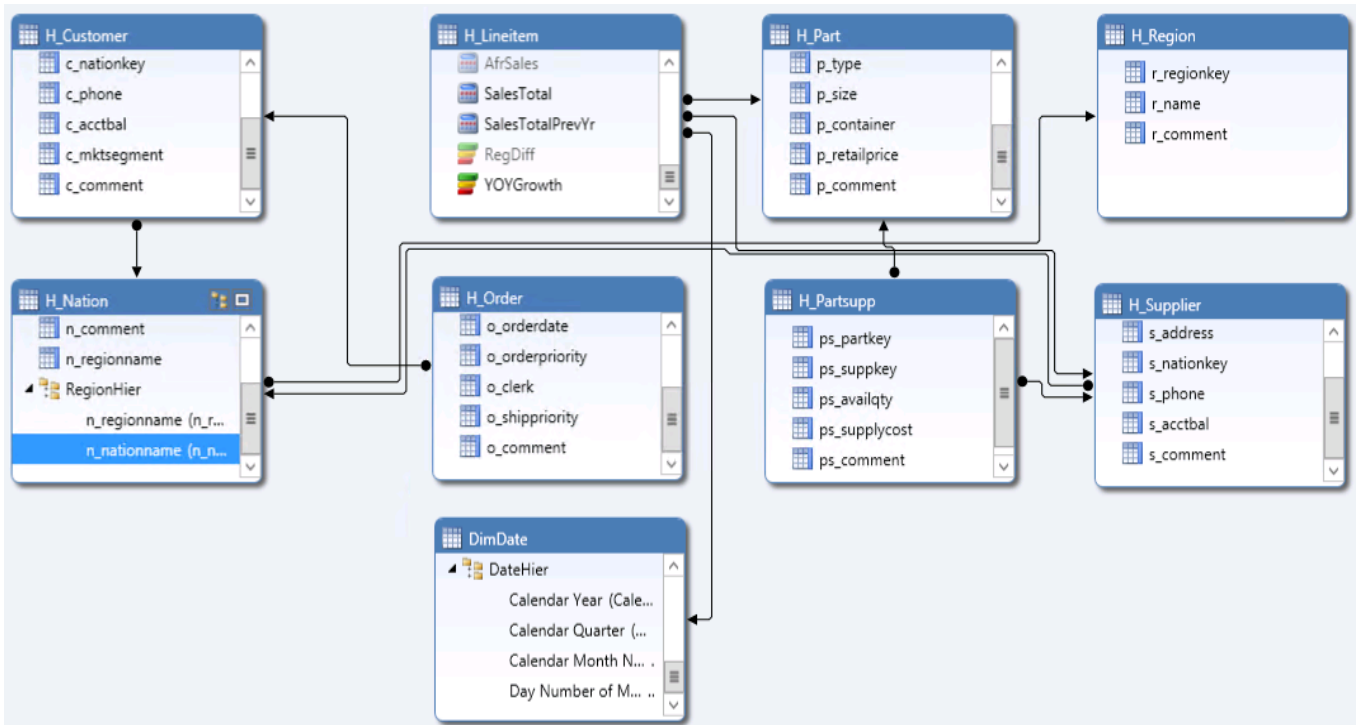 H_Customer
c_nationkey
c_phone
c_acctbal
c_mktsegment
c_comment
H_Lineitem
AfrSales
SalesTotal
SalesTotalPrevYr
RegDiff
YOYGrowth
H_Part
p_type
p_size
p_container
p_retailprice
p_comment
H_Region
r_regionkey
r_name
r_comment
H_Nation
n_comment
n_regionname
RegionHier
n_regionname (n_r...
n_nationname (n_n...
H_Order
o_orderdate
o_orderpriority
o_clerk
o_shippriority
o_comment
H_Partsupp
ps_partkey
ps_suppkey
ps_availqty
ps_supplycost
ps_comment
H_Supplier
s_address
s_nationkey
s_phone
s_acctbal
s_comment
DimDate
DateHier
Calendar Year (Cale...
Calendar Quarter (...
Calendar Month N... .
Day Number of M... ..